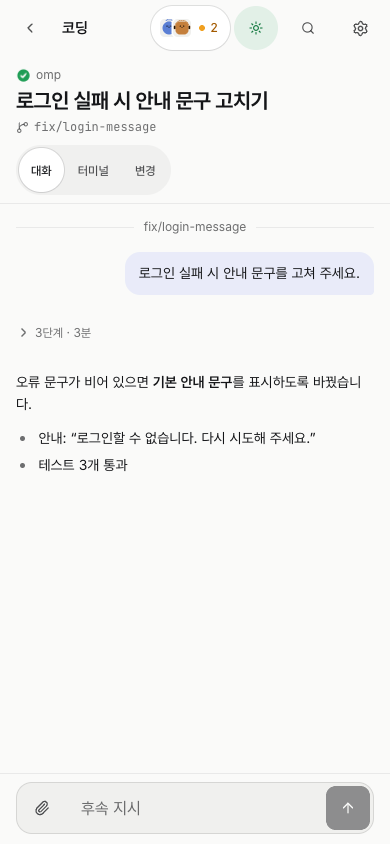 코딩
2
omp
로그인 실패 시 안내 문구 고치기
fix/login-message
대화 터미널 변경
fix/login-message
로그인 실패 시 안내 문구를 고쳐 주세요.
3단계 · 3분
오류 문구가 비어 있으면 기본 안내 문구를 표시하도록 바꿨습니
다.
• 안내: “로그인할 수 없습니다. 다시 시도해 주세요.”
• 테스트 3개 통과
후속 지시